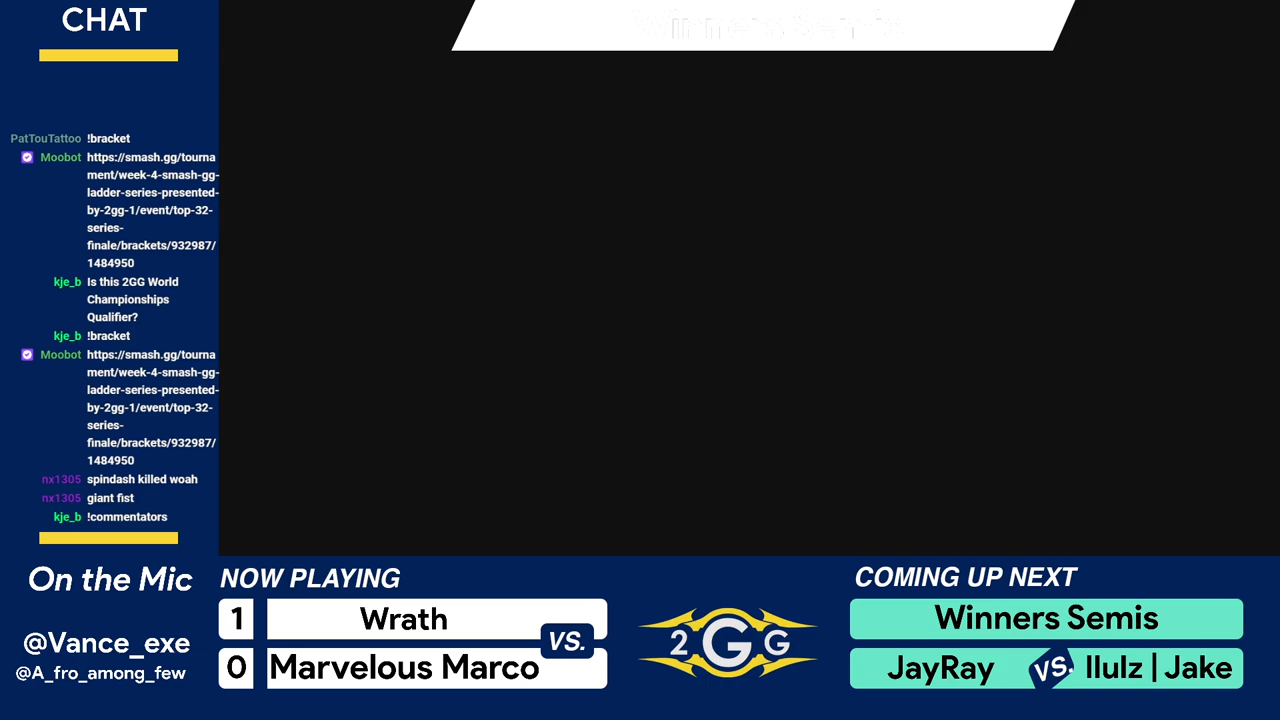 CHAT
Winners Semis
PatTouTattoo !bracket
Moobot https://smash.gg/tourna
ment/week-4-smash-gg-
ladder-series-presented-
by-2gg-1/event/top-32-
series-
finale/brackets/932987/
1484950
kje_b Is this 2GG World
Championships
Qualifier?
kje_b !bracket
Moobot https://smash.gg/tourna
ment/week-4-smash-gg-
ladder-series-presented-
by-2gg-1/event/top-32-
series-
finale/brackets/932987/
1484950
nx1305 spindash killed woah
nx1305 giant fist
kje_b !commentators
On the Mic
@Vance_exe
@A_fro_among_few
NOW PLAYING
1 Wrath
VS.
0 Marvelous Marco
2GG
COMING UP NEXT
Winners Semis
JayRay VS. llulz | Jake